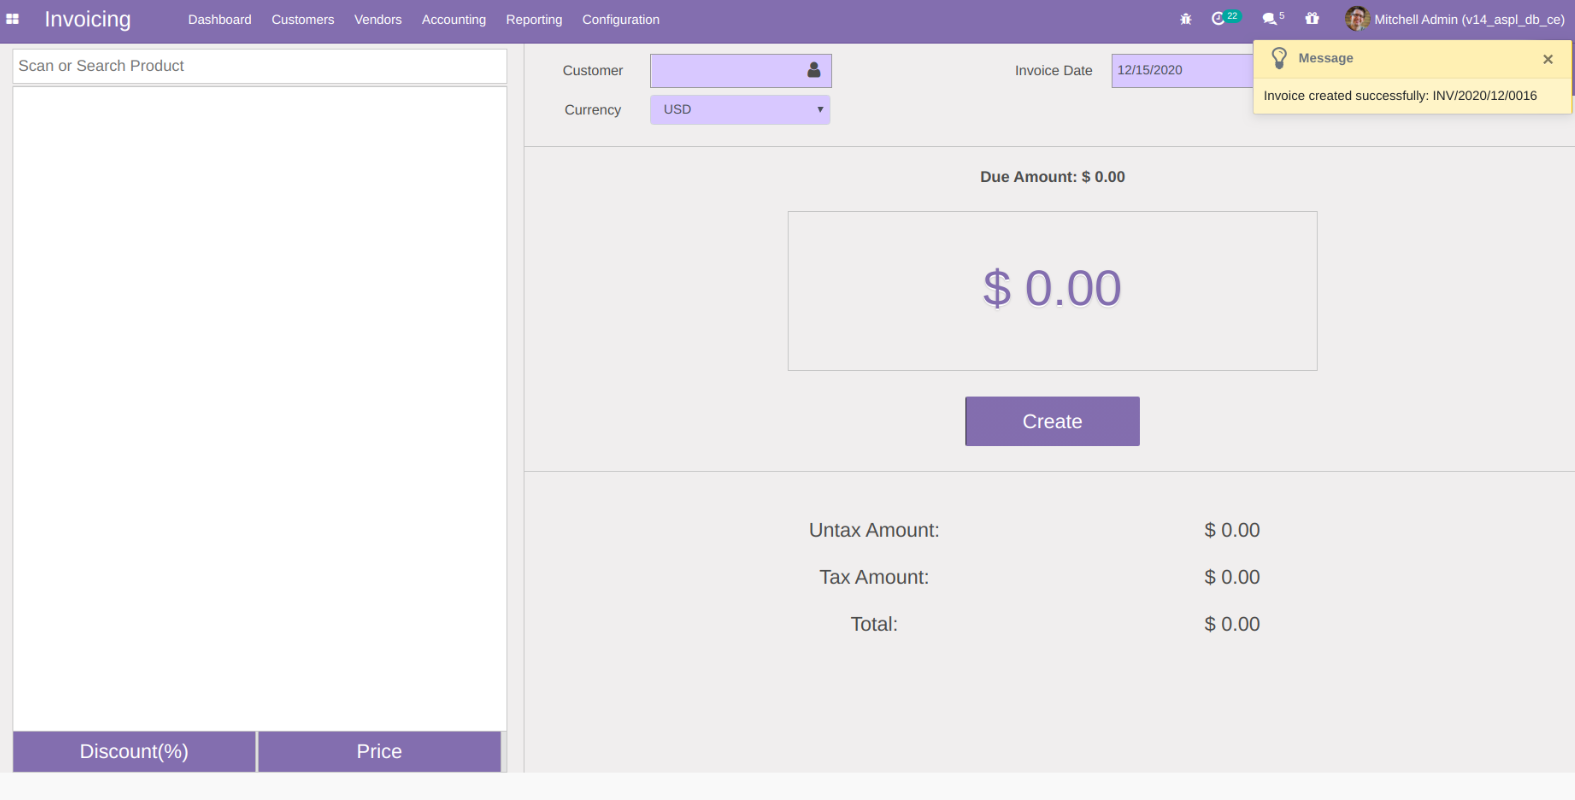 Invoicing Dashboard Customers Vendors Accounting Reporting Configuration 22 5 Mitchell Admin (v14_aspl_db_ce)
Scan or Search Product
Customer
Invoice Date 12/15/2020
Message ×
Invoice created successfully: INV/2020/12/0016
Currency USD
Due Amount: $ 0.00
$ 0.00
Create
Untax Amount: $ 0.00
Tax Amount: $ 0.00
Total: $ 0.00
Discount(%) Price